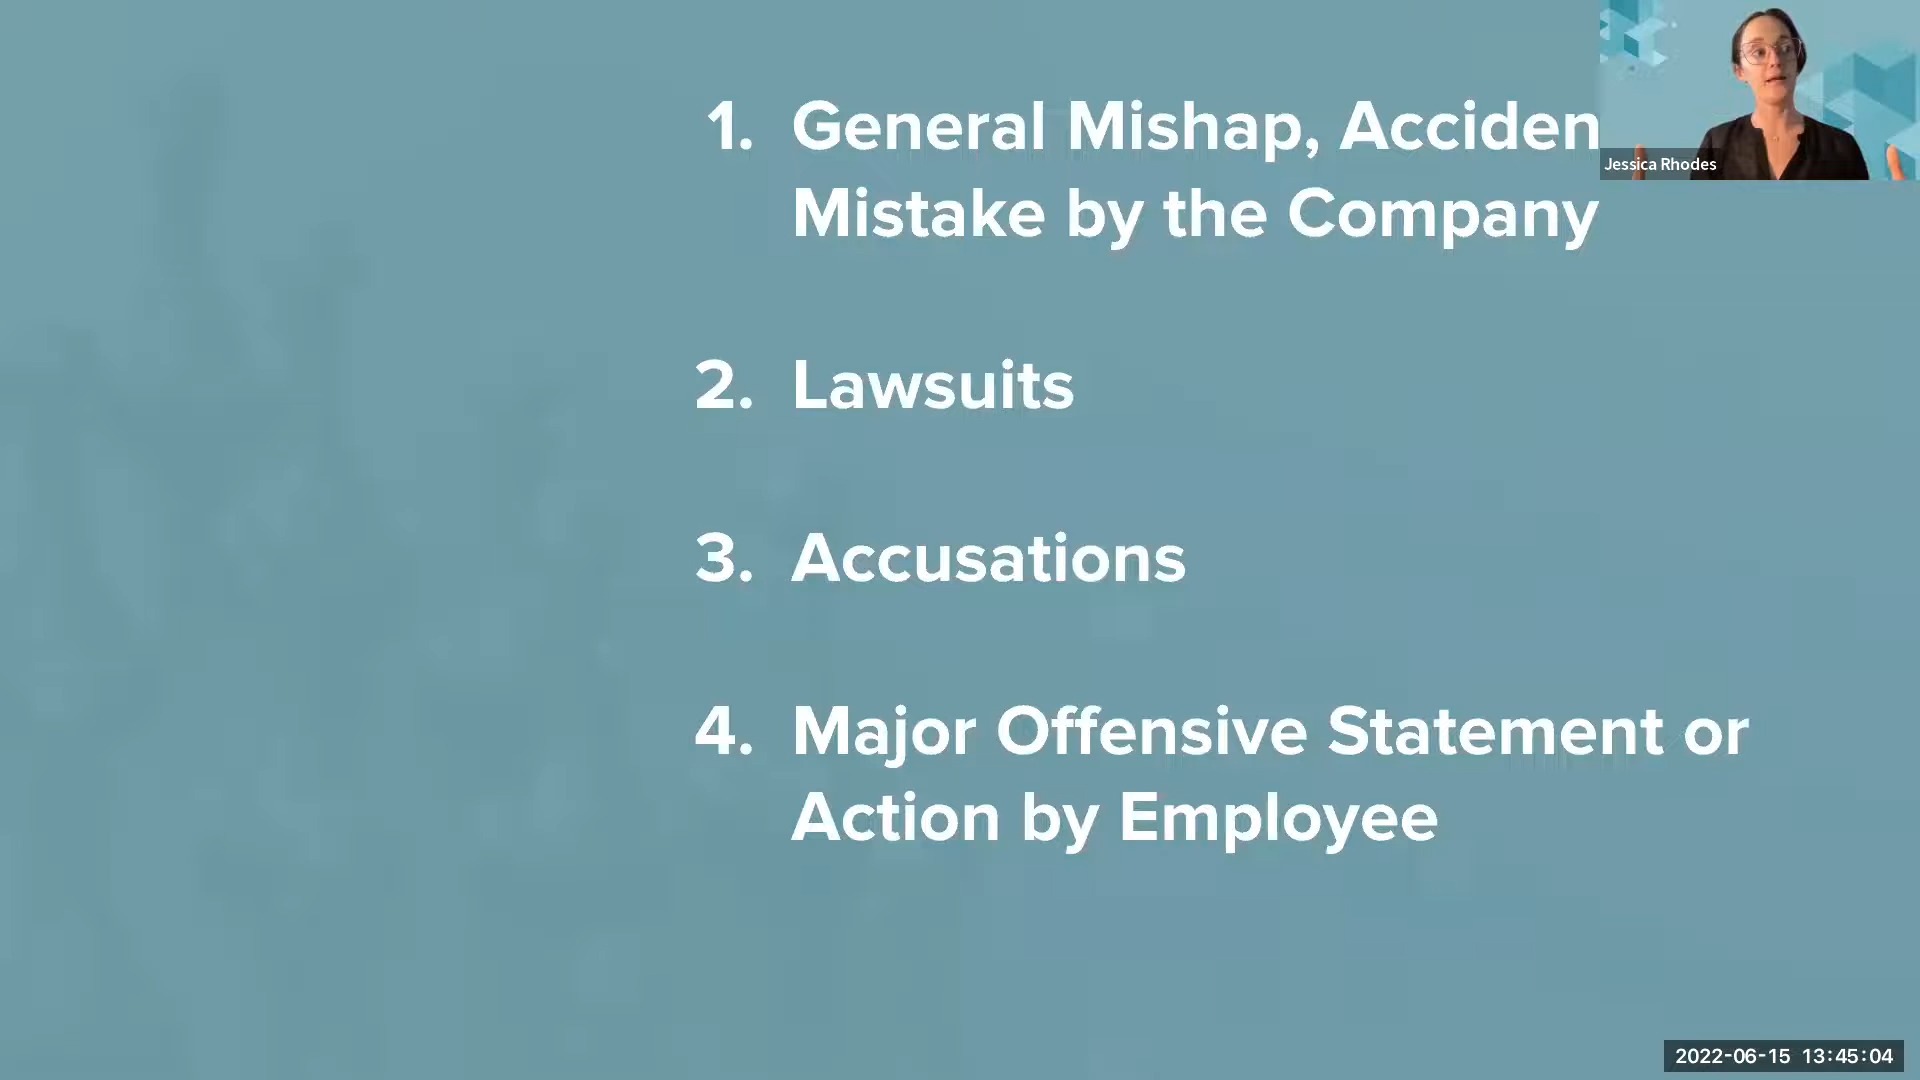 1. General Mishap, Acciden
Mistake by the Company
2. Lawsuits
3. Accusations
4. Major Offensive Statement or
Action by Employee
Jessica Rhodes
2022-06-15 13:45:04